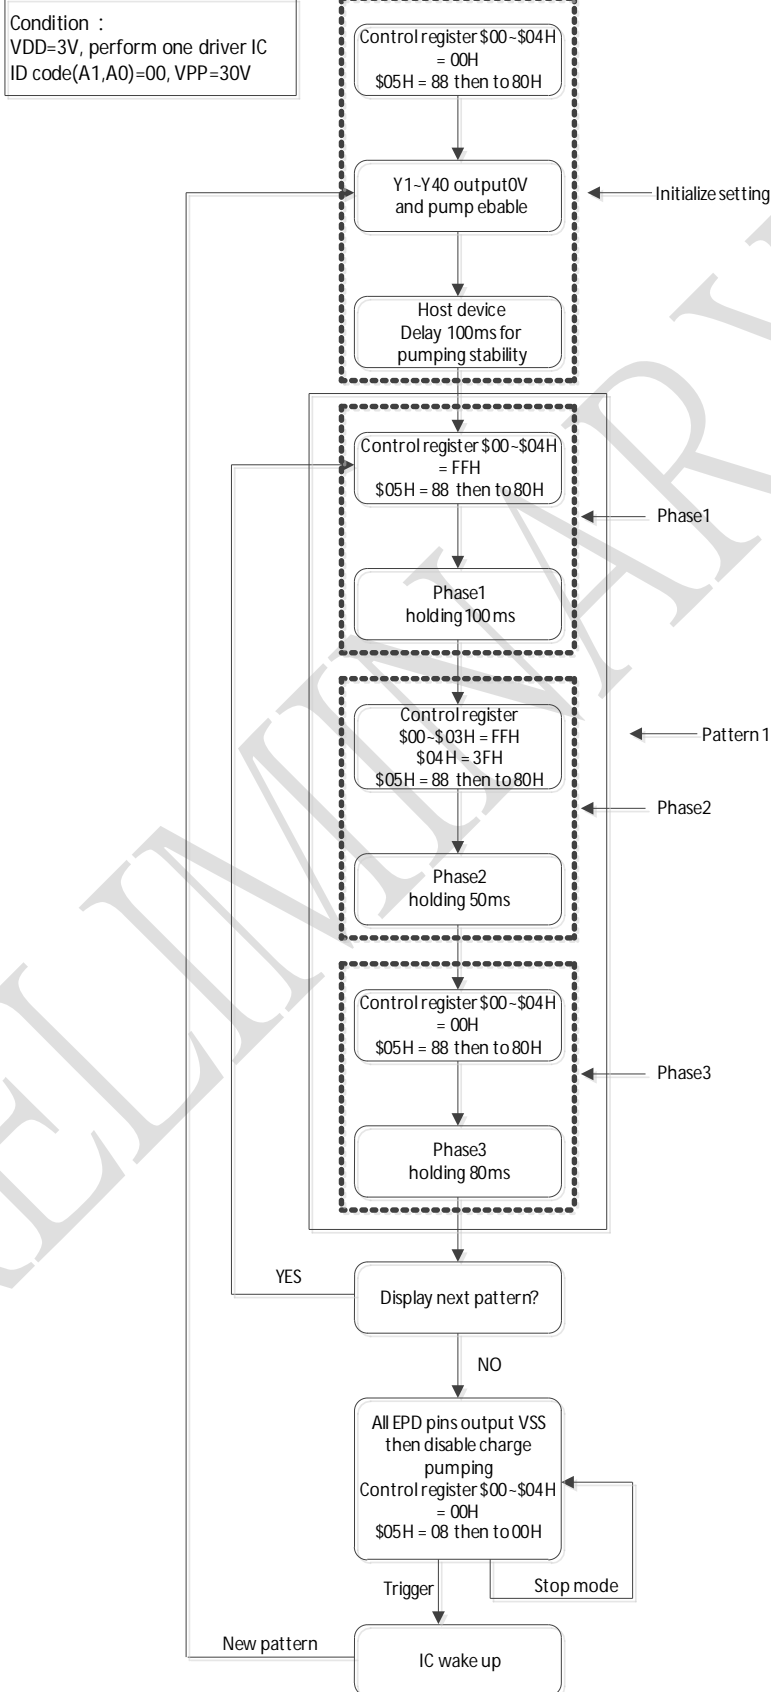 Condition :
VDD=3V, perform one driver IC
ID code(A1,A0)=00, VPP=30V
Control register $00~$04H
= 00H
$05H = 88 then to 80H
Y1~Y40 output0V
and pump ebable
Initialize setting
Host device
Delay 100ms for
pumping stability
Control register $00~$04H
= FFH
$05H = 88 then to 80H
Phase1
Phase1
holding 100ms
Control register
$00~$03H = FFH
$04H = 3FH
$05H = 88 then to 80H
Pattern 1
Phase2
Phase2
holding 50ms
Control register $00~$04H
= 00H
$05H = 88 then to 80H
Phase3
Phase3
holding 80ms
YES
Display next pattern?
NO
All EPD pins output VSS
then disable charge
pumping
Control register $00~$04H
= 00H
$05H = 08 then to 00H
Trigger
Stop mode
New pattern
IC wake up
ELIMINARY